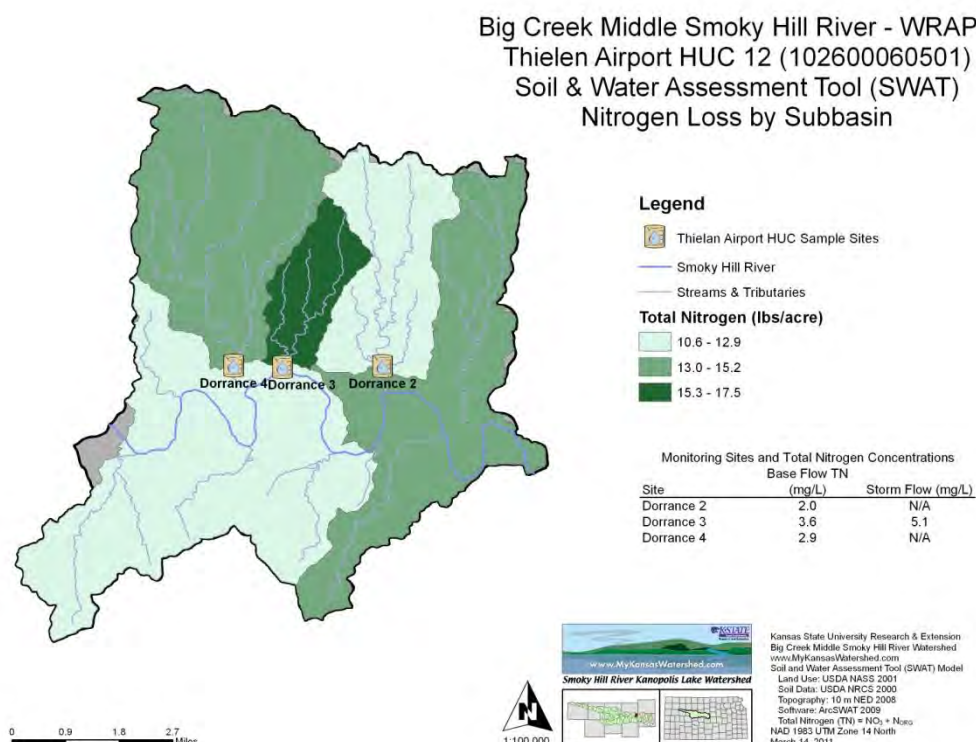 Big Creek Middle Smoky Hill River - WRAP
Thielen Airport HUC 12 (102600060501)
Soil & Water Assessment Tool (SWAT)
Nitrogen Loss by Subbasin
Legend
Thielan Airport HUC Sample Sites
Smoky Hill River
Streams & Tributaries
Total Nitrogen (lbs/acre)
10.6 - 12.9
13.0 - 15.2
15.3 - 17.5
Dorrance 4 Dorrance 3 Dorrance 2
Monitoring Sites and Total Nitrogen Concentrations
Base Flow TN
Site (mg/L) Storm Flow (mg/L)
Dorrance 2 2.0 N/A
Dorrance 3 3.6 5.1
Dorrance 4 2.9 N/A
K-STATE
www.MyKansasWatershed.com
Smoky Hill River Kanopolis Lake Watershed
Kansas State University Research & Extension
Big Creek Middle Smoky Hill River Watershed
www.MyKansasWatershed.com
Soil and Water Assessment Tool (SWAT) Model
Land Use: USDA NASS 2001
Soil Data: USDA NRCS 2000
Topography: 10 m NED 2008
Software: ArcSWAT 2009
Total Nitrogen (TN) = NO3 + NORG
NAD 1983 UTM Zone 14 North
March 14, 2011
N
1:100,000
0 0.9 1.8 2.7
Miles